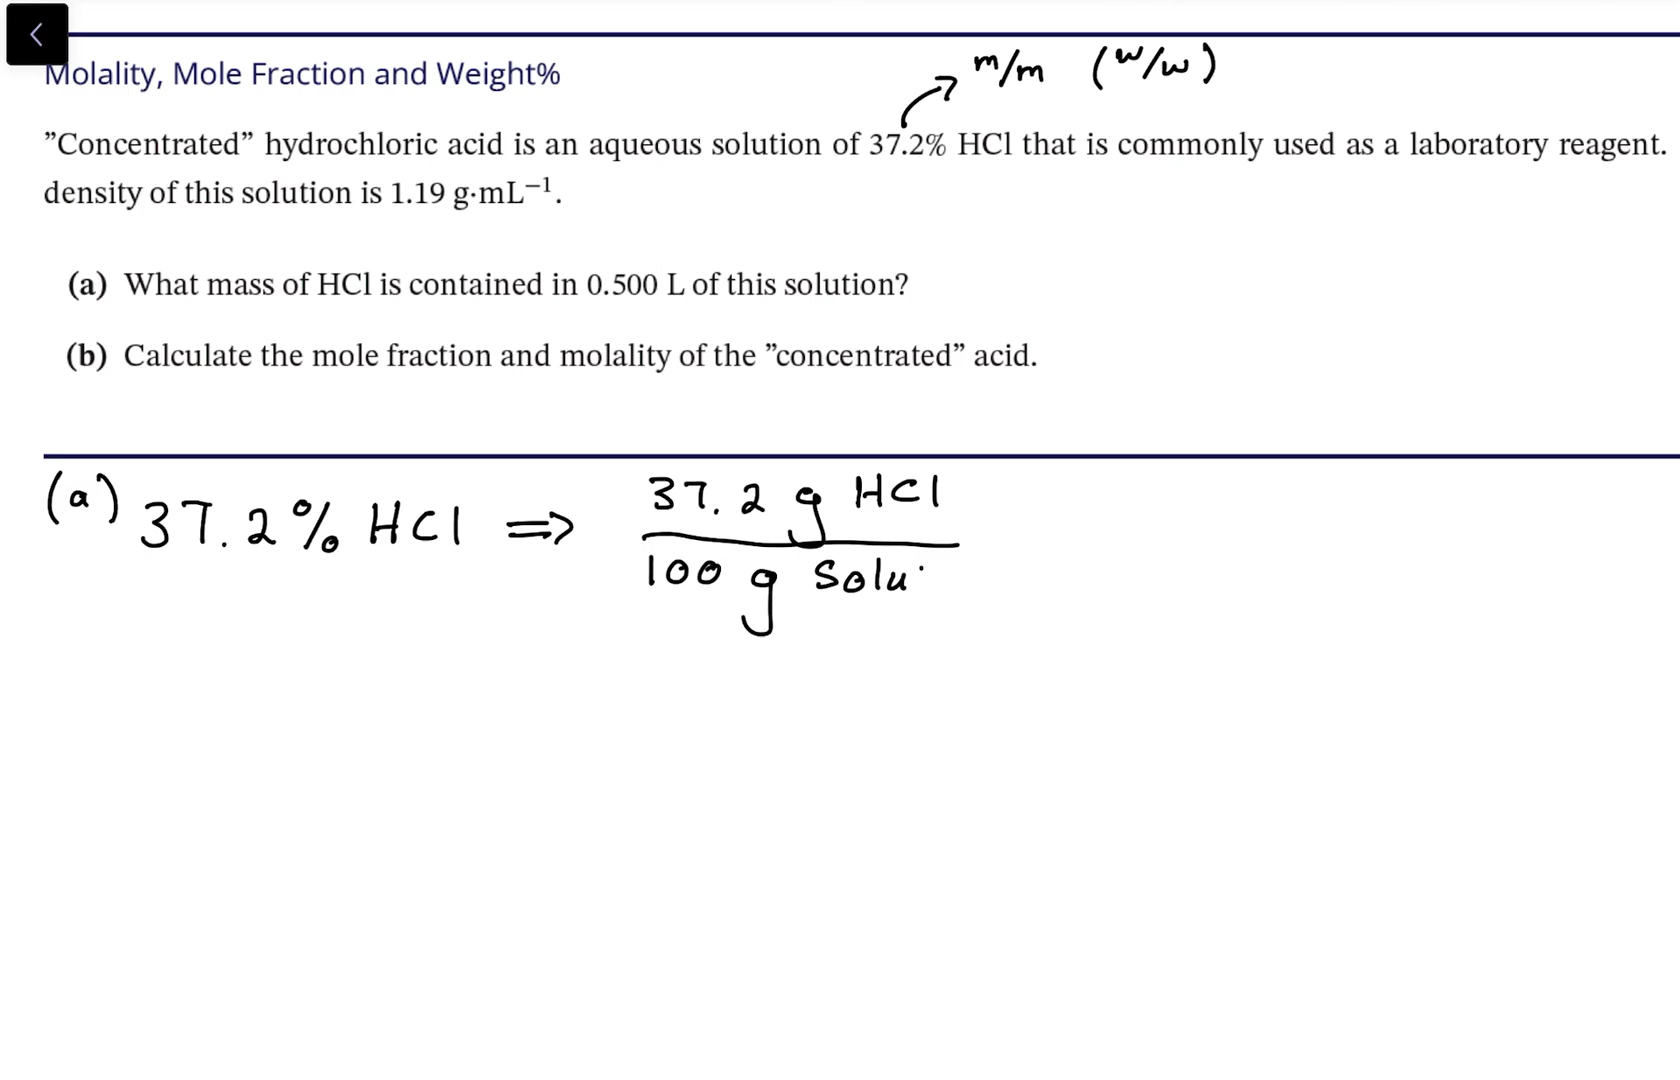 m/m (w/w)
Molality, Mole Fraction and Weight%
”Concentrated” hydrochloric acid is an aqueous solution of 37.2% HCl that is commonly used as a laboratory reagent.
density of this solution is 1.19 g·mL⁻¹.
(a) What mass of HCl is contained in 0.500 L of this solution?
(b) Calculate the mole fraction and molality of the ”concentrated” acid.
(a) 37.2% HCl ⇒ 37.2 g HCl
100 g Solu